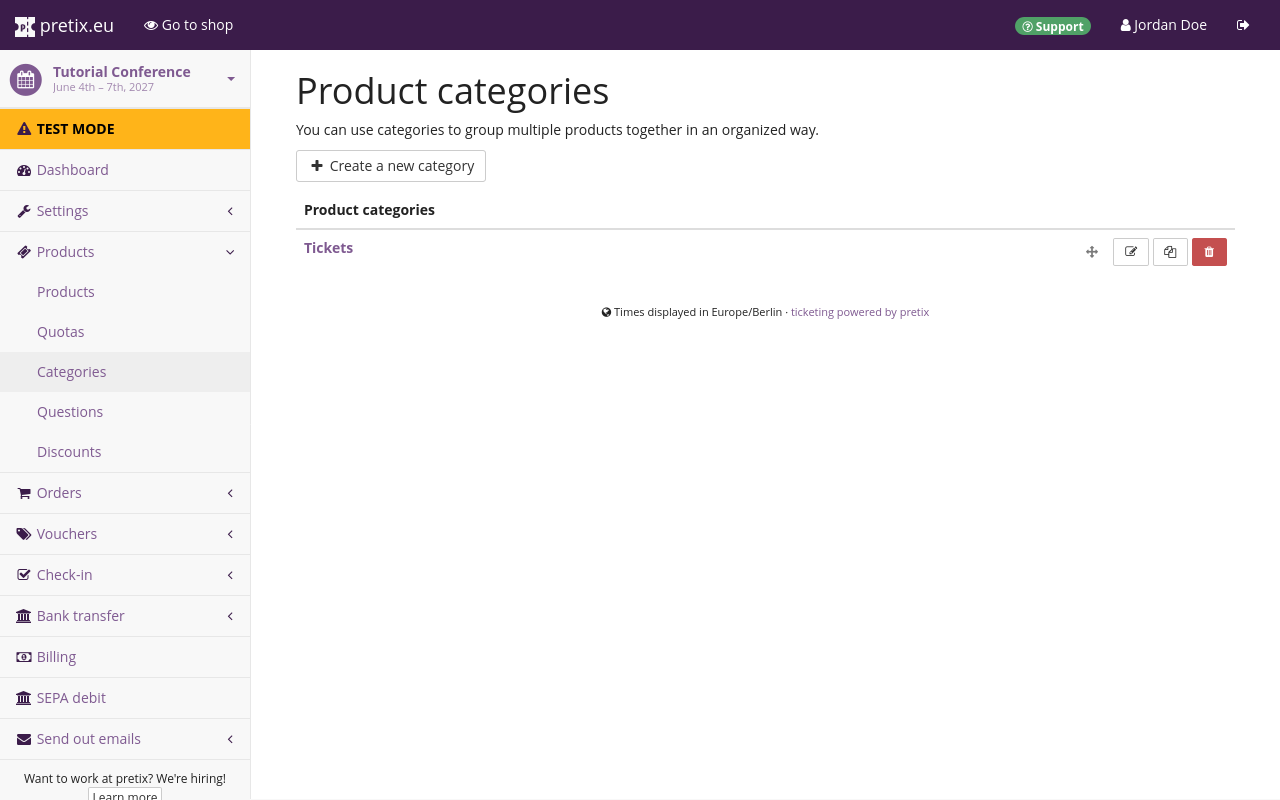 pretix.eu
Go to shop
Support
Jordan Doe
Tutorial Conference
June 4th – 7th, 2027
TEST MODE
Dashboard
Settings
Products
Products
Quotas
Categories
Questions
Discounts
Orders
Vouchers
Check-in
Bank transfer
Billing
SEPA debit
Send out emails
Want to work at pretix? We're hiring!
Learn more
Product categories
You can use categories to group multiple products together in an organized way.
Create a new category
Product categories
Tickets
Times displayed in Europe/Berlin · ticketing powered by pretix